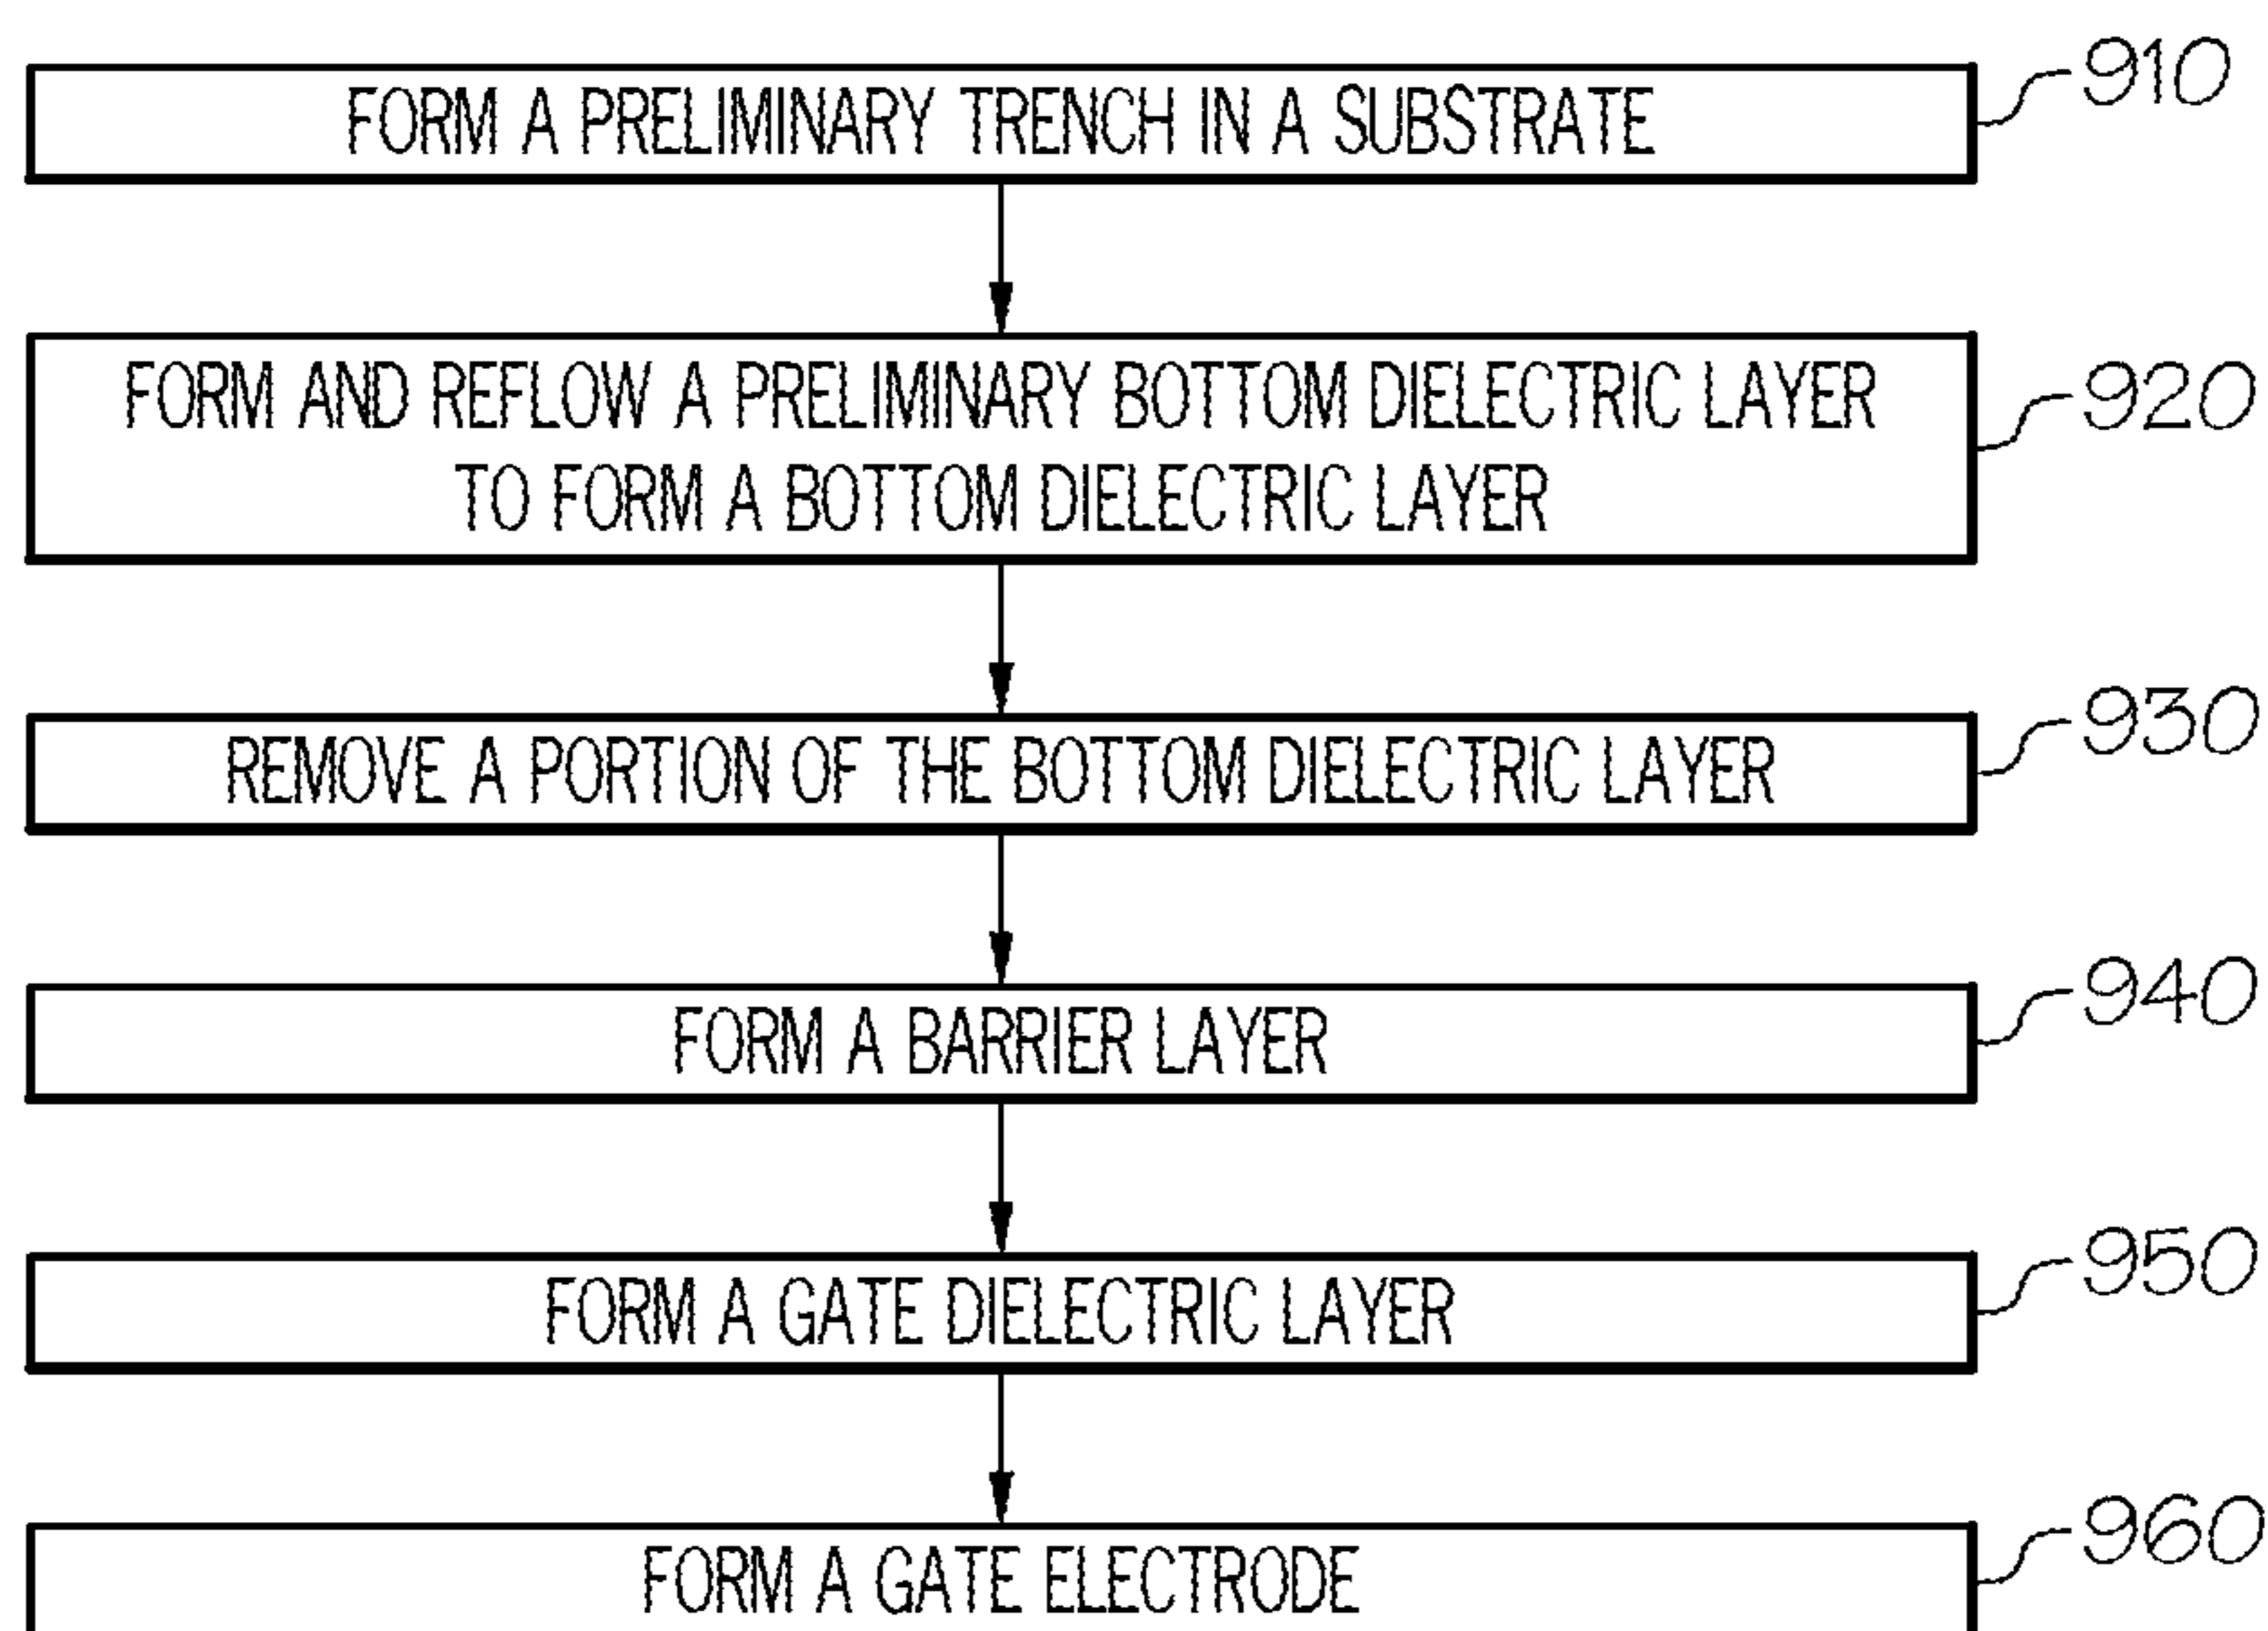 FORM A PRELIMINARY TRENCH IN A SUBSTRATE
910
FORM AND REFLOW A PRELIMINARY BOTTOM DIELECTRIC LAYER
TO FORM A BOTTOM DIELECTRIC LAYER
920
REMOVE A PORTION OF THE BOTTOM DIELECTRIC LAYER
930
FORM A BARRIER LAYER
940
FORM A GATE DIELECTRIC LAYER
950
FORM A GATE ELECTRODE
960